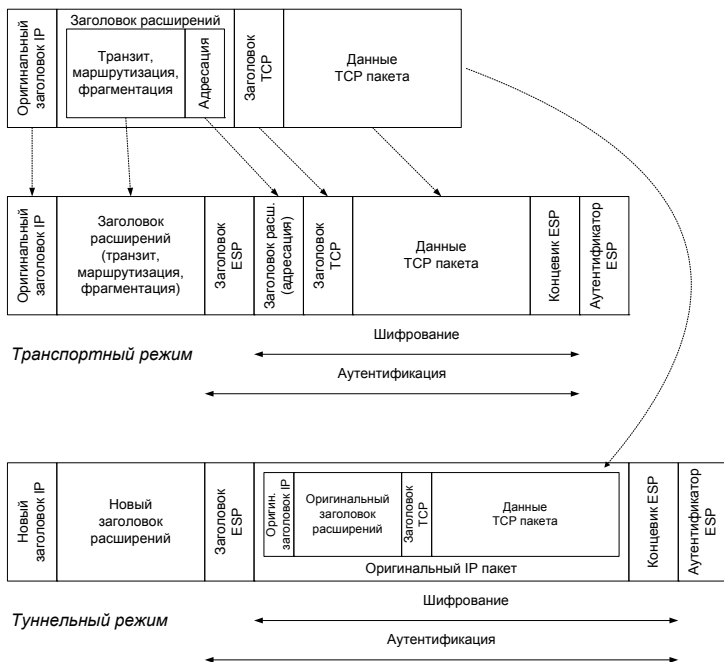 Оригинальный
заголовок IP
Заголовок расширений
Транзит,
маршрутизация,
фрагментация
Адресация
Заголовок
TCP
Данные
TCP пакета
Оригинальный
заголовок IP
Заголовок
расширений
(транзит,
маршрутизация,
фрагментация)
Заголовок
ESP
Заголовок расш.
(адресация)
Заголовок
TCP
Данные
TCP пакета
Концевик ESP
Аутентификатор
ESP
Транспортный режим
Шифрование
Аутентификация
Новый
заголовок IP
Новый
заголовок
расширений
Заголовок
ESP
Оригин.
заголовок IP
Оригинальный
заголовок
расширений
Заголовок
TCP
Данные
TCP пакета
Оригинальный IP пакет
Концевик ESP
Аутентификатор
ESP
Туннельный режим
Шифрование
Аутентификация